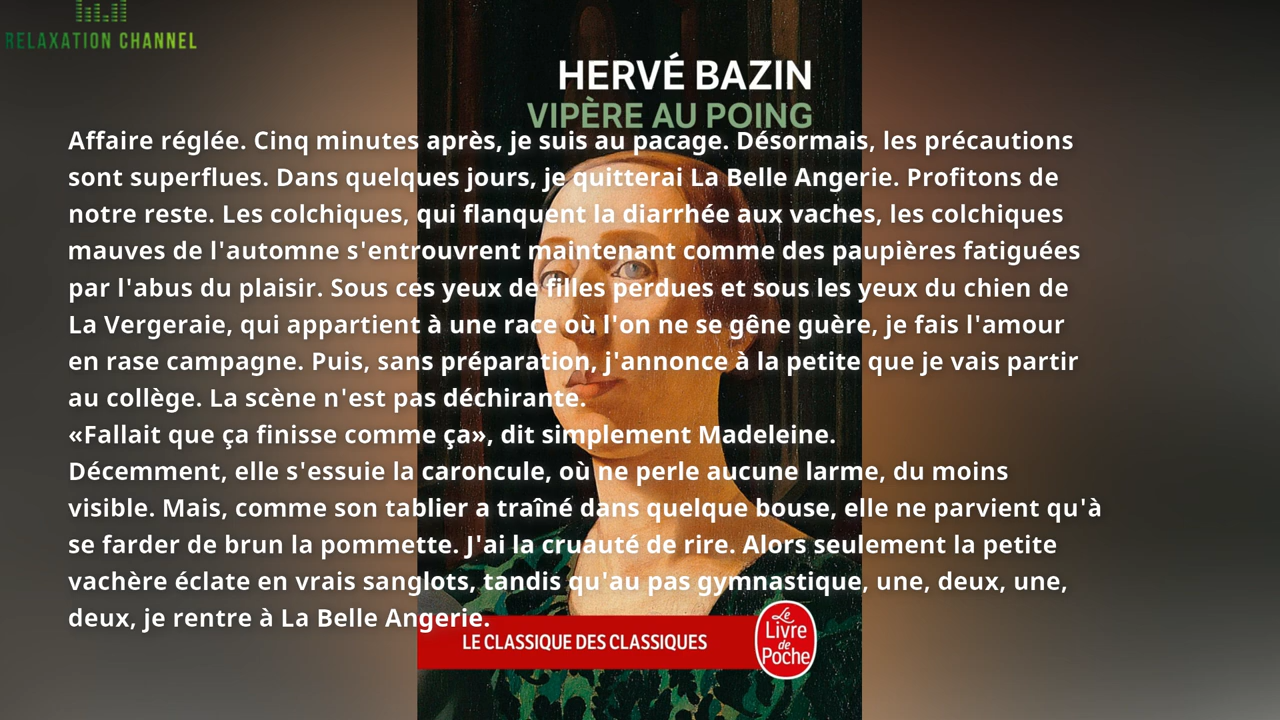 RELAXATION CHANNEL
HERVÉ BAZIN
VIPÈRE AU POING
Affaire réglée. Cinq minutes après, je suis au pacage. Désormais, les précautions
sont superflues. Dans quelques jours, je quitterai La Belle Angerie. Profitons de
notre reste. Les colchiques, qui flanquent la diarrhée aux vaches, les colchiques
mauves de l'automne s'entrouvrent maintenant comme des paupières fatiguées
par l'abus du plaisir. Sous ces yeux de filles perdues et sous les yeux du chien de
La Vergeraie, qui appartient à une race où l'on ne se gêne guère, je fais l'amour
en rase campagne. Puis, sans préparation, j'annonce à la petite que je vais partir
au collège. La scène n'est pas déchirante.
«Fallait que ça finisse comme ça», dit simplement Madeleine.
Décemment, elle s'essuie la caroncule, où ne perle aucune larme, du moins
visible. Mais, comme son tablier a traîné dans quelque bouse, elle ne parvient qu'à
se farder de brun la pommette. J'ai la cruauté de rire. Alors seulement la petite
vachère éclate en vrais sanglots, tandis qu'au pas gymnastique, une, deux, une,
deux, je rentre à La Belle Angerie.
LE CLASSIQUE DES CLASSIQUES
Le
Livre
de
Poche